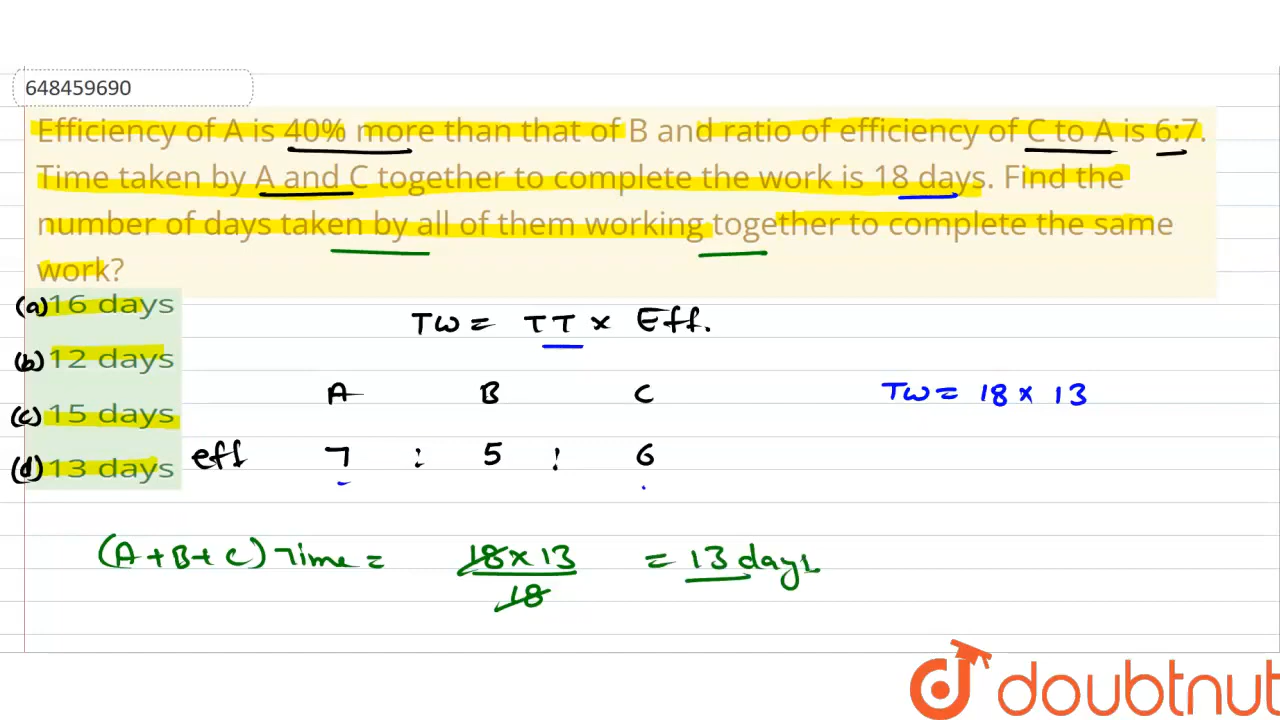 648459690
Efficiency of A is 40% more than that of B and ratio of efficiency of C to A is 6:7.
Time taken by A and C together to complete the work is 18 days. Find the
number of days taken by all of them working together to complete the same
work?
(a) 16 days
(b) 12 days
(c) 15 days
(d) 13 days
TW = TT x Eff.
A B C
eff 7 : 5 : 6
TW = 18 x 13
(A+B+C) Time = 18 x 13 / 18 = 13 days
doubtnut